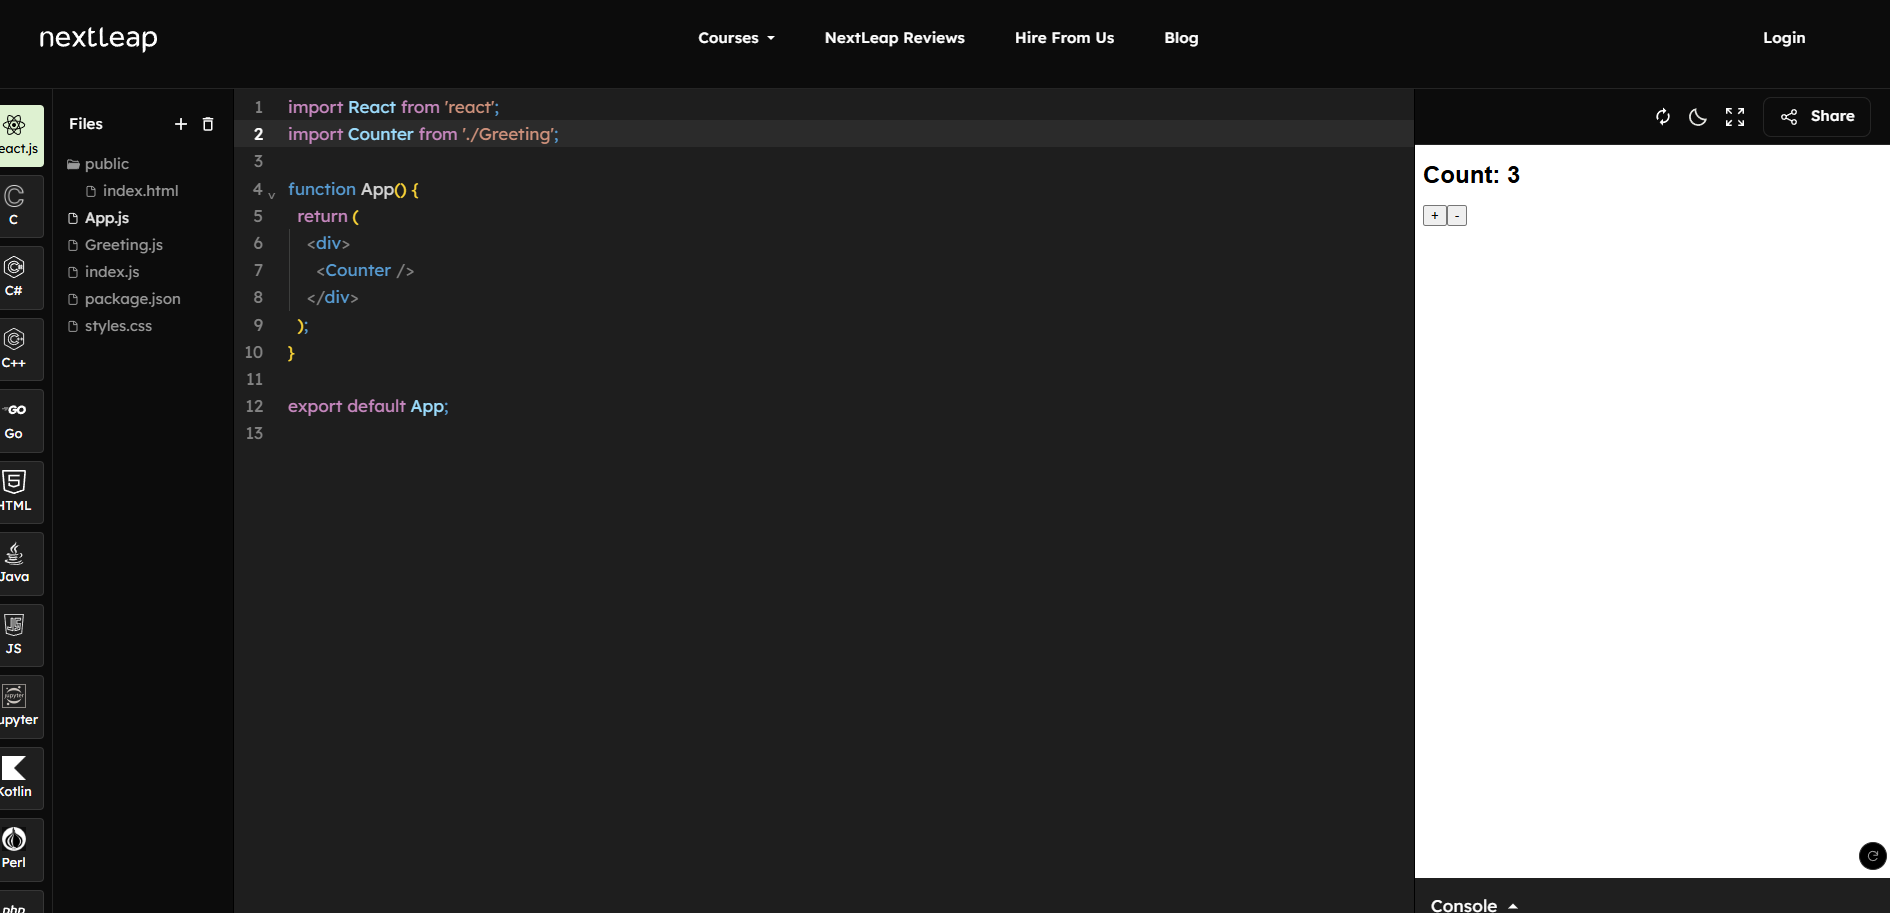 nextleap
Courses
NextLeap Reviews
Hire From Us
Blog
Login
eact.js
C
C#
C++
GO
Go
HTML
Java
JS
jupyter
upyter
Kotlin
Perl
php
Files
public
index.html
App.js
Greeting.js
index.js
package.json
styles.css
1 import React from 'react';
2 import Counter from './Greeting';
3
4 function App() {
5 return (
6 <div>
7 <Counter />
8 </div>
9 );
10 }
11
12 export default App;
13
Share
Count: 3
+ -
Console